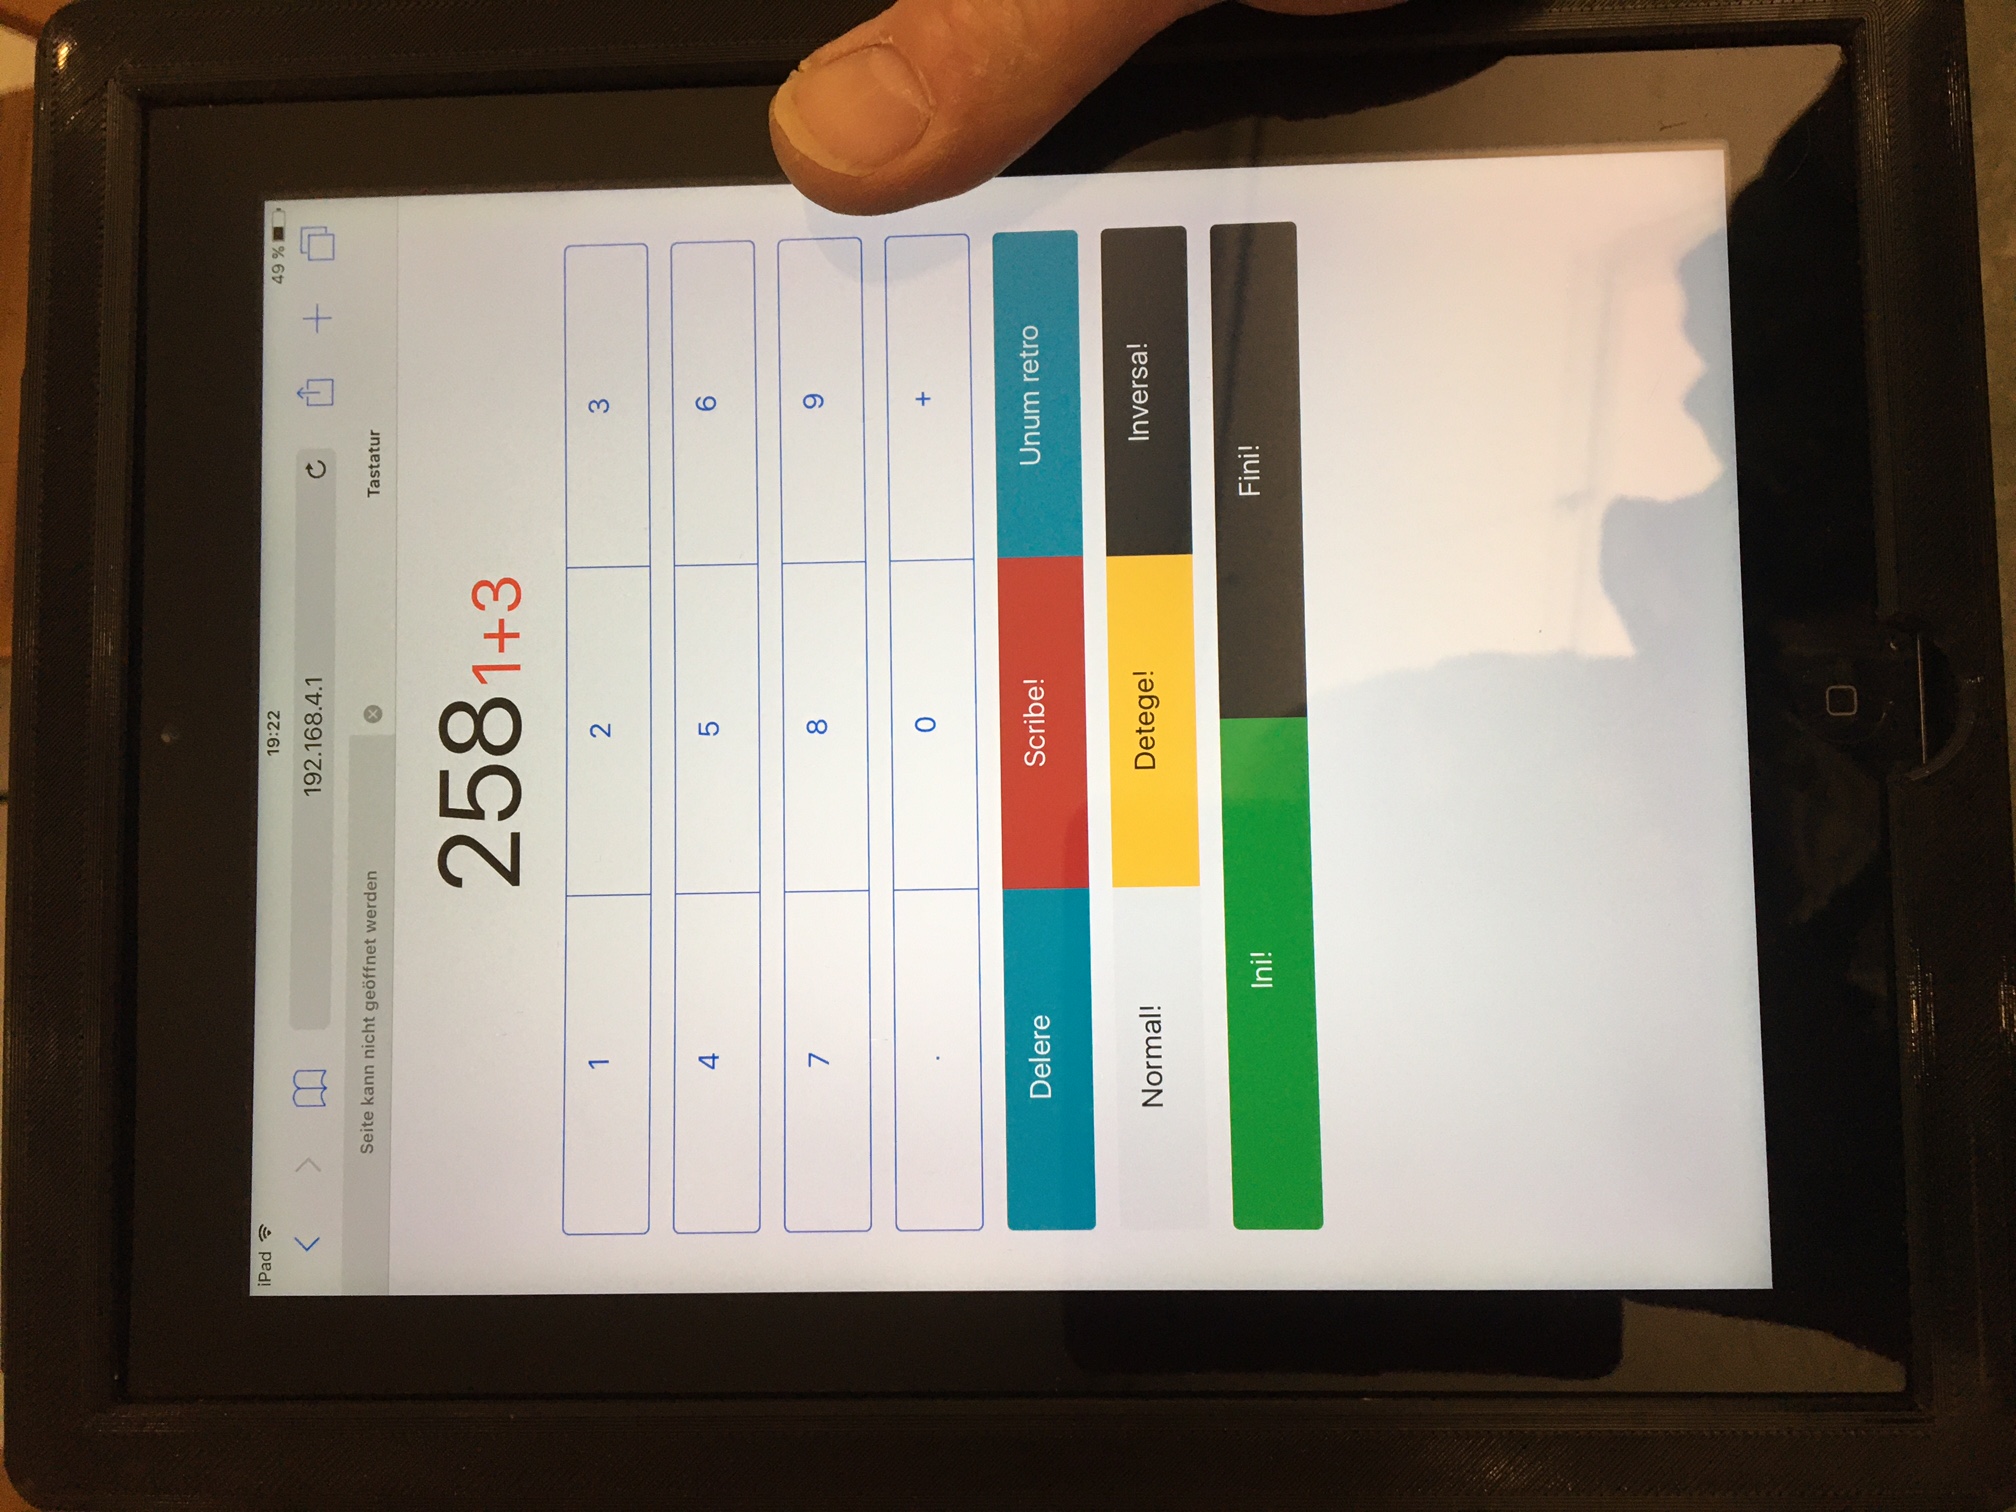 iPad 19:22 49 %
192.168.4.1
Seite kann nicht geöffnet werden Tastatur
258 1+3
1 2 3
4 5 6
7 8 9
. 0 +
Delere Scribe! Unum retro
Normal! Detege! Inversa!
Ini! Fini!